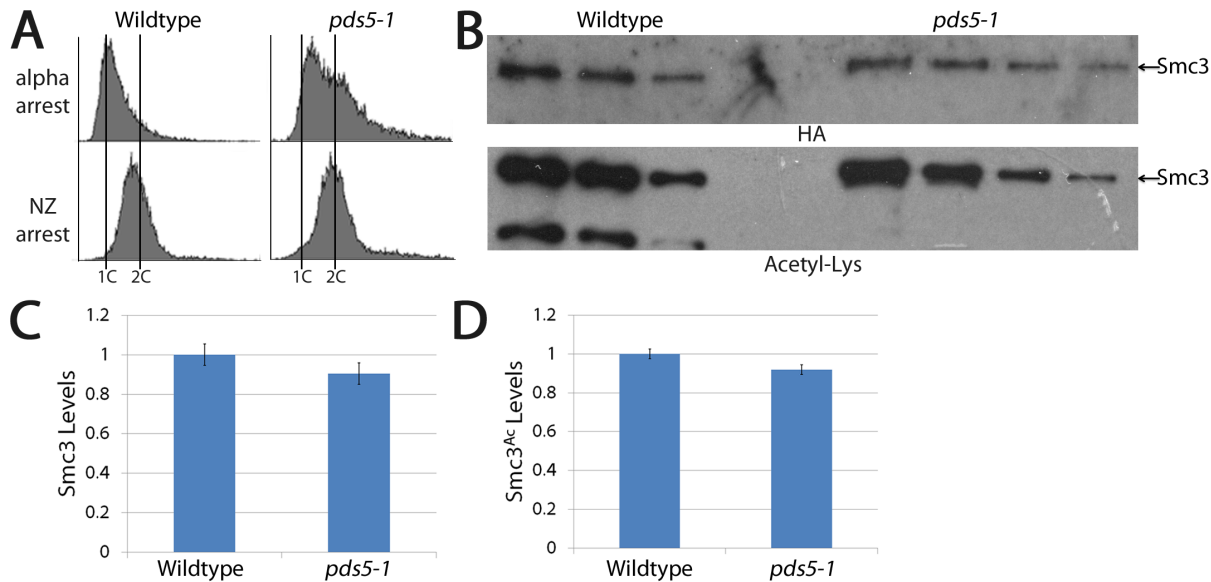 A
Wildtype
pds5-1
alpha
arrest
NZ
arrest
1C
2C
1C
2C
B
Wildtype
pds5-1
←Smc3
HA
←Smc3
Acetyl-Lys
C
1.2
1
0.8
0.6
0.4
0.2
0
Smc3 Levels
Wildtype
pds5-1
D
1.2
1
0.8
0.6
0.4
0.2
0
Smc3ᴬᶜ Levels
Wildtype
pds5-1